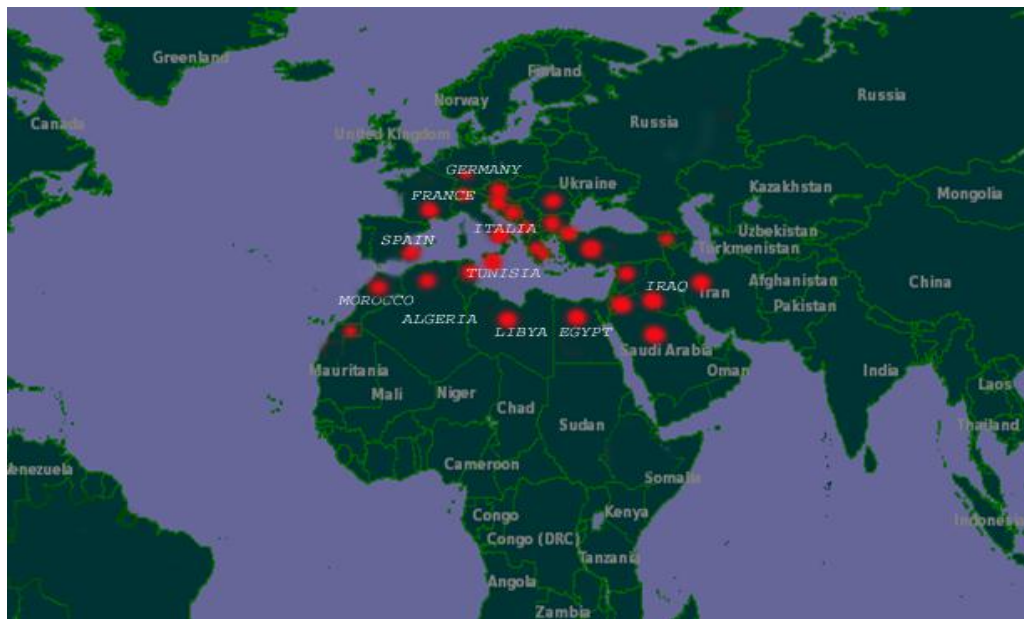 Greenland
Finland
Norway
Russia
Russia
Canada
United Kingdom
GERMANY
Ukraine
Kazakhstan
Mongolia
FRANCE
ITALIA
Uzbekistan
SPAIN
Turkmenistan
TUNISIA
Afghanistan
China
IRAQ
Iran
MOROCCO
Pakistan
ALGERIA
LIBYA
EGYPT
Saudi Arabia
Mauritania
Oman
India
Mali
Niger
Laos
Chad
Sudan
Thailand
Cameroon
Venezuela
Somalia
Kenya
Congo
Indonesia
Congo (DRC)
Tanzania
Angola
Zambia